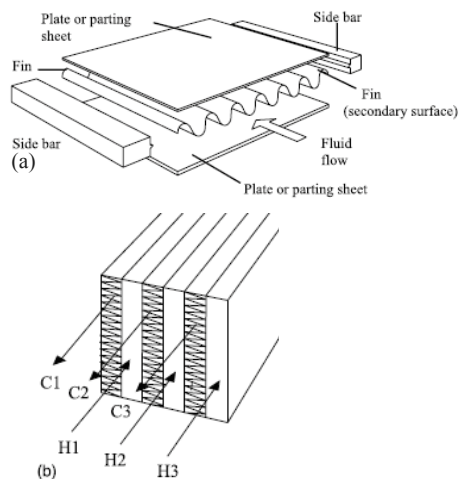 Plate or parting
sheet
Side bar
Fin
Fin
(secondary surface)
Side bar
Fluid
flow
(a)
Plate or parting sheet
C1
C2
C3
H1
H2
H3
(b)